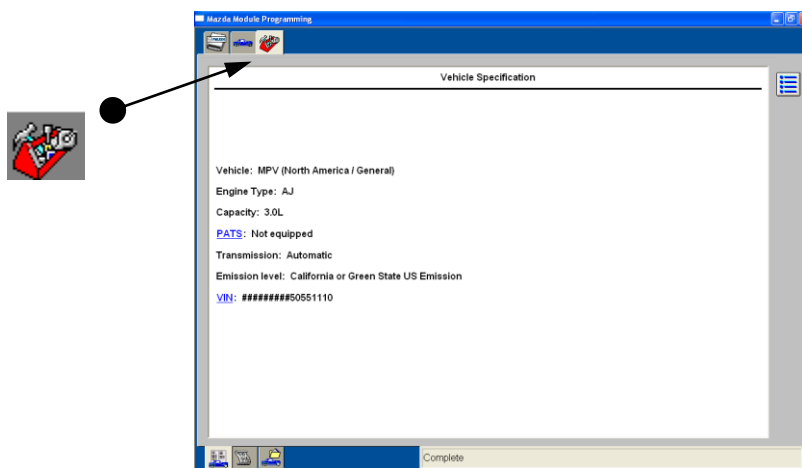 Mazda Module Programming
Vehicle Specification
Vehicle: MPV (North America / General)
Engine Type: AJ
Capacity: 3.0L
PATS: Not equipped
Transmission: Automatic
Emission level: California or Green State US Emission
VIN: #########50551110
Complete